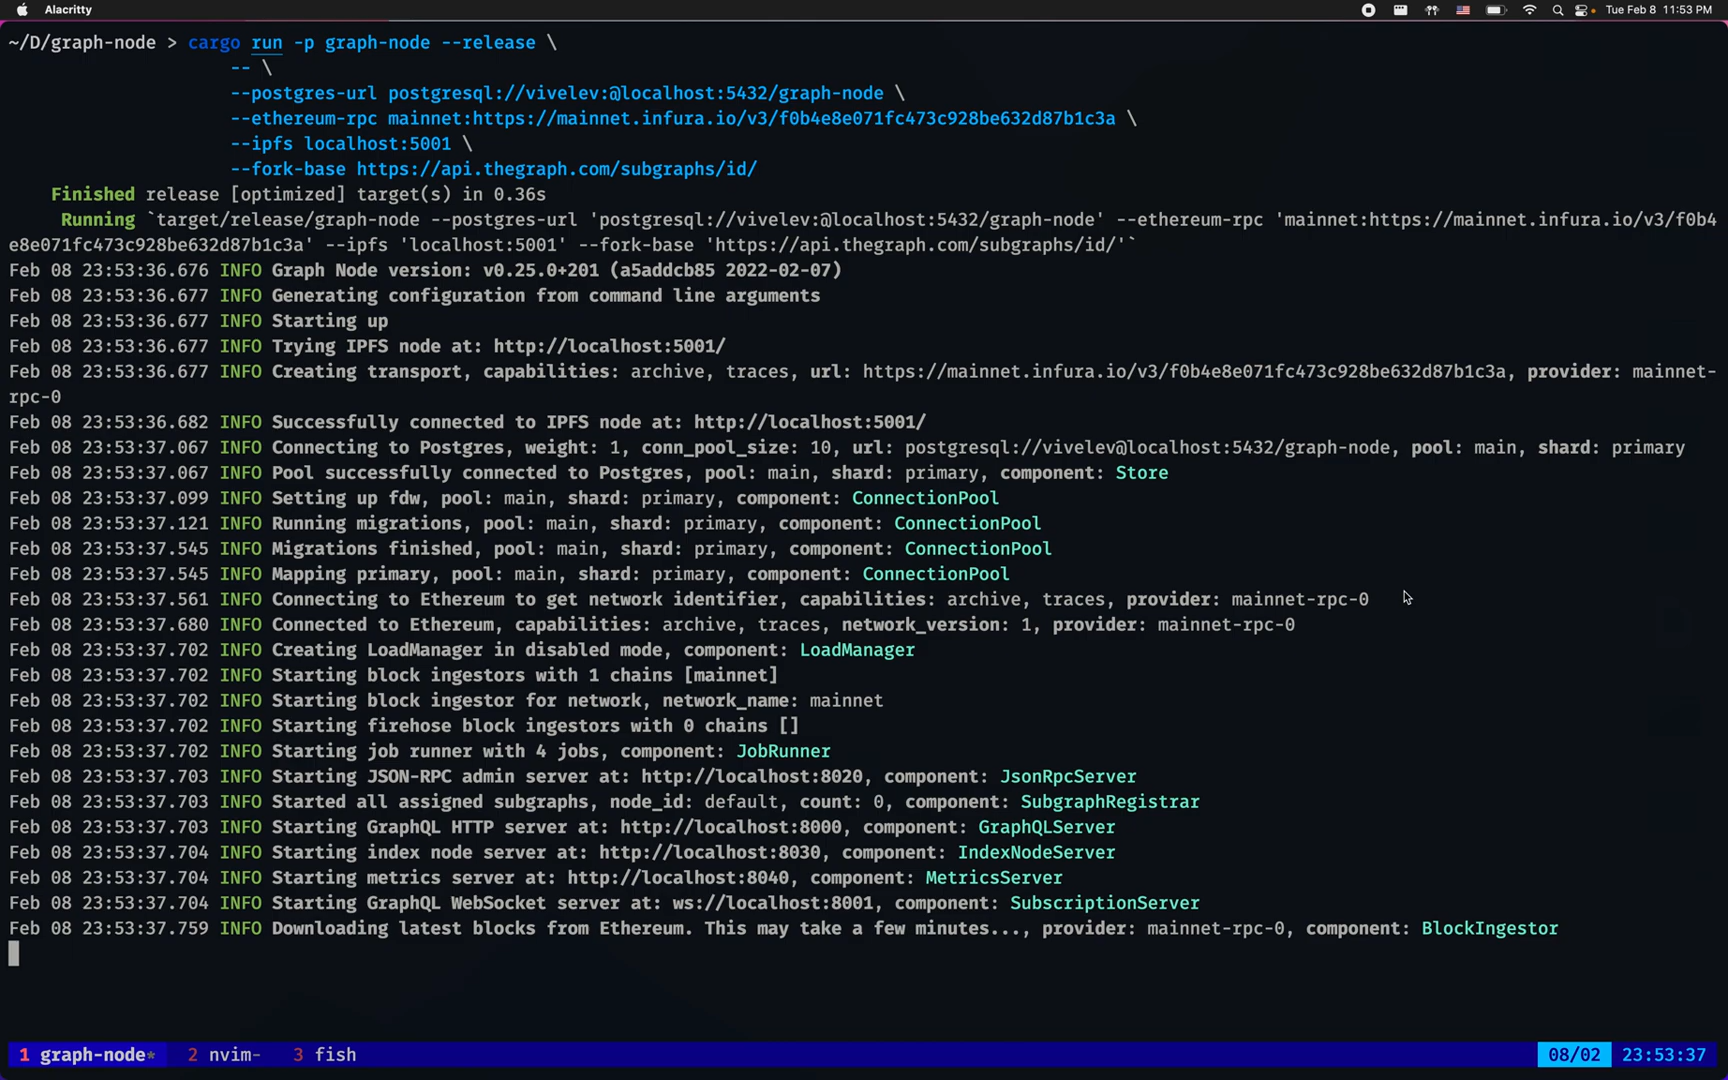 Alacritty
Tue Feb 8 11:53 PM
~/D/graph-node > cargo run -p graph-node --release \
-- \
--postgres-url postgresql://vivelev:@localhost:5432/graph-node \
--ethereum-rpc mainnet:https://mainnet.infura.io/v3/f0b4e8e071fc473c928be632d87b1c3a \
--ipfs localhost:5001 \
--fork-base https://api.thegraph.com/subgraphs/id/
Finished release [optimized] target(s) in 0.36s
Running `target/release/graph-node --postgres-url 'postgresql://vivelev:@localhost:5432/graph-node' --ethereum-rpc 'mainnet:https://mainnet.infura.io/v3/f0b4
e8e071fc473c928be632d87b1c3a' --ipfs 'localhost:5001' --fork-base 'https://api.thegraph.com/subgraphs/id/'`
Feb 08 23:53:36.676 INFO Graph Node version: v0.25.0+201 (a5addcb85 2022-02-07)
Feb 08 23:53:36.677 INFO Generating configuration from command line arguments
Feb 08 23:53:36.677 INFO Starting up
Feb 08 23:53:36.677 INFO Trying IPFS node at: http://localhost:5001/
Feb 08 23:53:36.677 INFO Creating transport, capabilities: archive, traces, url: https://mainnet.infura.io/v3/f0b4e8e071fc473c928be632d87b1c3a, provider: mainnet-
rpc-0
Feb 08 23:53:36.682 INFO Successfully connected to IPFS node at: http://localhost:5001/
Feb 08 23:53:37.067 INFO Connecting to Postgres, weight: 1, conn_pool_size: 10, url: postgresql://vivelev@localhost:5432/graph-node, pool: main, shard: primary
Feb 08 23:53:37.067 INFO Pool successfully connected to Postgres, pool: main, shard: primary, component: Store
Feb 08 23:53:37.099 INFO Setting up fdw, pool: main, shard: primary, component: ConnectionPool
Feb 08 23:53:37.121 INFO Running migrations, pool: main, shard: primary, component: ConnectionPool
Feb 08 23:53:37.545 INFO Migrations finished, pool: main, shard: primary, component: ConnectionPool
Feb 08 23:53:37.545 INFO Mapping primary, pool: main, shard: primary, component: ConnectionPool
Feb 08 23:53:37.561 INFO Connecting to Ethereum to get network identifier, capabilities: archive, traces, provider: mainnet-rpc-0
Feb 08 23:53:37.680 INFO Connected to Ethereum, capabilities: archive, traces, network_version: 1, provider: mainnet-rpc-0
Feb 08 23:53:37.702 INFO Creating LoadManager in disabled mode, component: LoadManager
Feb 08 23:53:37.702 INFO Starting block ingestors with 1 chains [mainnet]
Feb 08 23:53:37.702 INFO Starting block ingestor for network, network_name: mainnet
Feb 08 23:53:37.702 INFO Starting firehose block ingestors with 0 chains []
Feb 08 23:53:37.702 INFO Starting job runner with 4 jobs, component: JobRunner
Feb 08 23:53:37.703 INFO Starting JSON-RPC admin server at: http://localhost:8020, component: JsonRpcServer
Feb 08 23:53:37.703 INFO Started all assigned subgraphs, node_id: default, count: 0, component: SubgraphRegistrar
Feb 08 23:53:37.703 INFO Starting GraphQL HTTP server at: http://localhost:8000, component: GraphQLServer
Feb 08 23:53:37.704 INFO Starting index node server at: http://localhost:8030, component: IndexNodeServer
Feb 08 23:53:37.704 INFO Starting metrics server at: http://localhost:8040, component: MetricsServer
Feb 08 23:53:37.704 INFO Starting GraphQL WebSocket server at: ws://localhost:8001, component: SubscriptionServer
Feb 08 23:53:37.759 INFO Downloading latest blocks from Ethereum. This may take a few minutes..., provider: mainnet-rpc-0, component: BlockIngestor
1 graph-node* 2 nvim- 3 fish
08/02 23:53:37